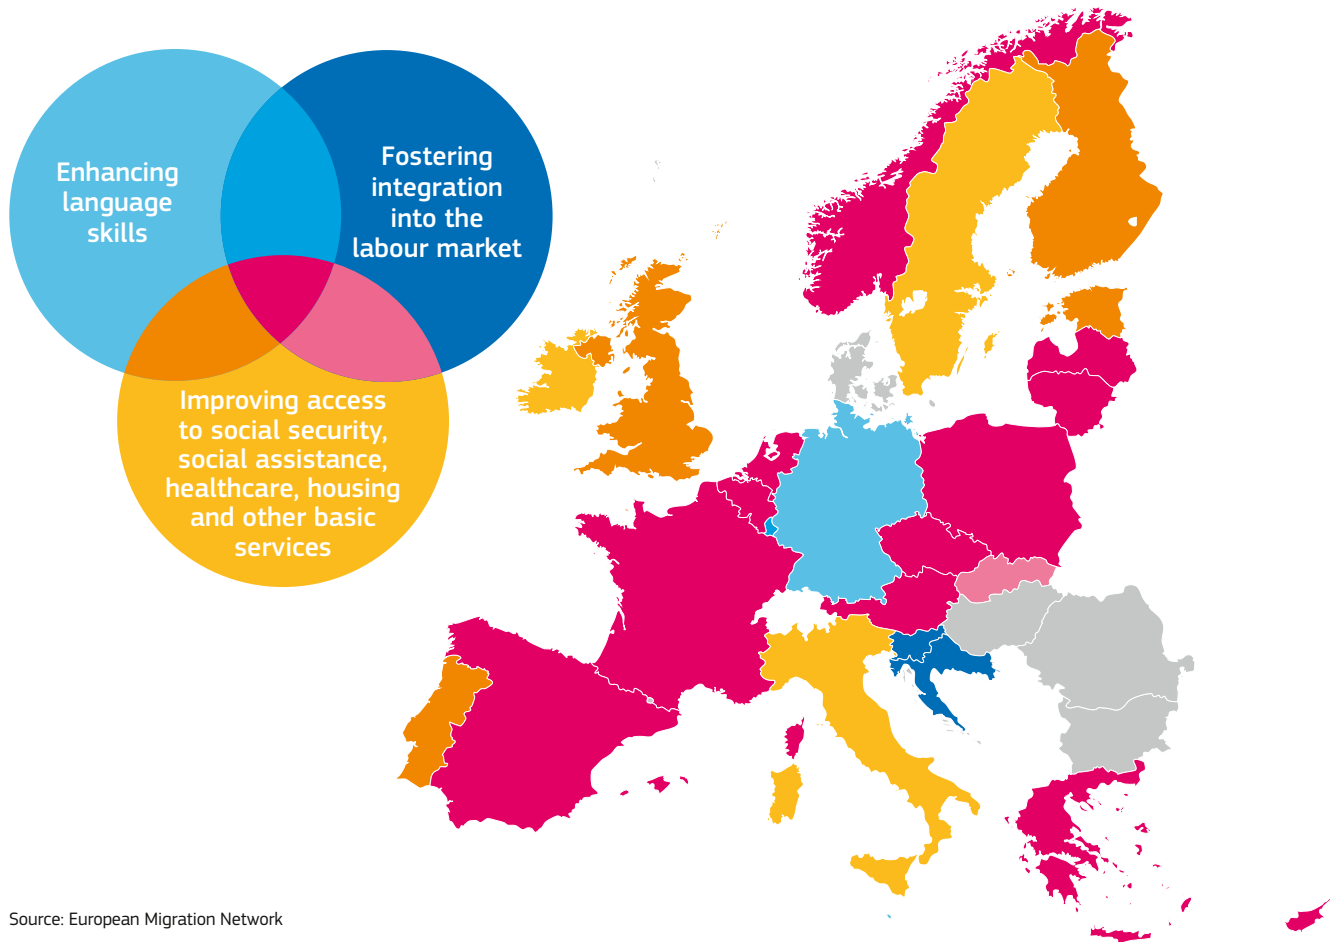 Enhancing
language
skills
Fostering
integration
into the
labour market
Improving access
to social security,
social assistance,
healthcare, housing
and other basic
services
Source: European Migration Network